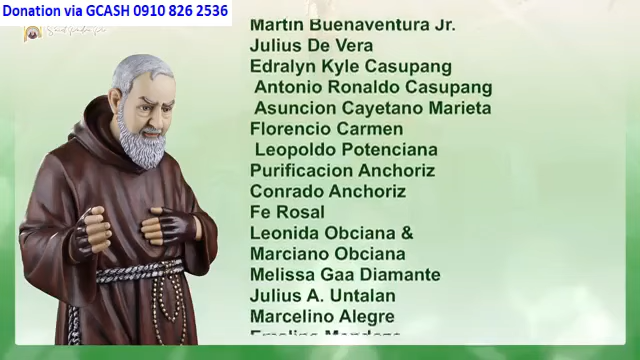 Donation via GCASH 0910 826 2536
Martin Buenaventura Jr.
Julius De Vera
Edralyn Kyle Casupang
Antonio Ronaldo Casupang
Asuncion Cayetano Marieta
Florencio Carmen
Leopoldo Potenciana
Purificacion Anchoriz
Conrado Anchoriz
Fe Rosal
Leonida Obciana &
Marciano Obciana
Melissa Gaa Diamante
Julius A. Untalan
Marcelino Alegre